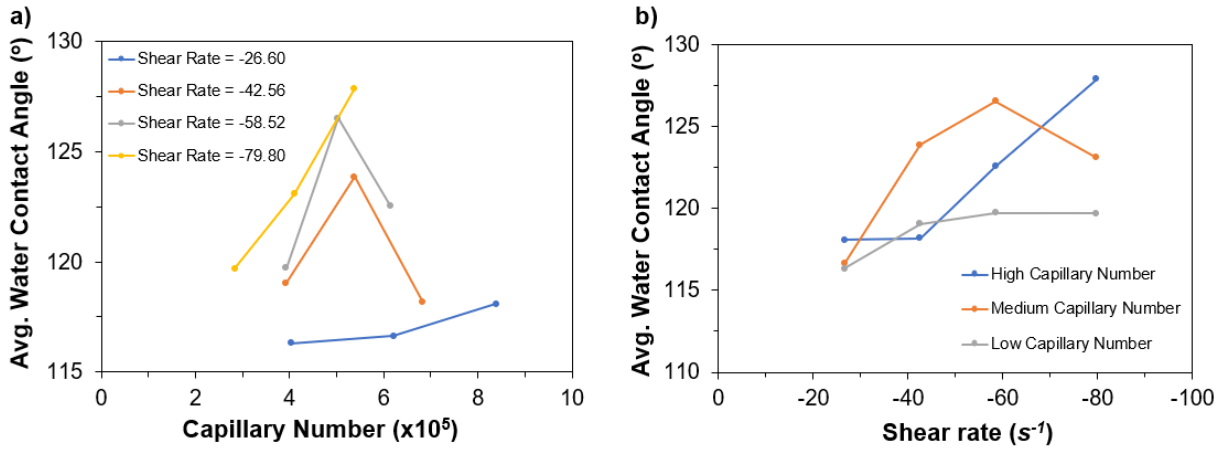 a)
Avg. Water Contact Angle (º)
130
125
120
115
Shear Rate = -26.60
Shear Rate = -42.56
Shear Rate = -58.52
Shear Rate = -79.80
0
2
4
6
8
10
Capillary Number (x10⁵)
b)
Avg. Water Contact Angle (º)
130
125
120
115
110
High Capillary Number
Medium Capillary Number
Low Capillary Number
0
-20
-40
-60
-80
-100
Shear rate (s⁻¹)